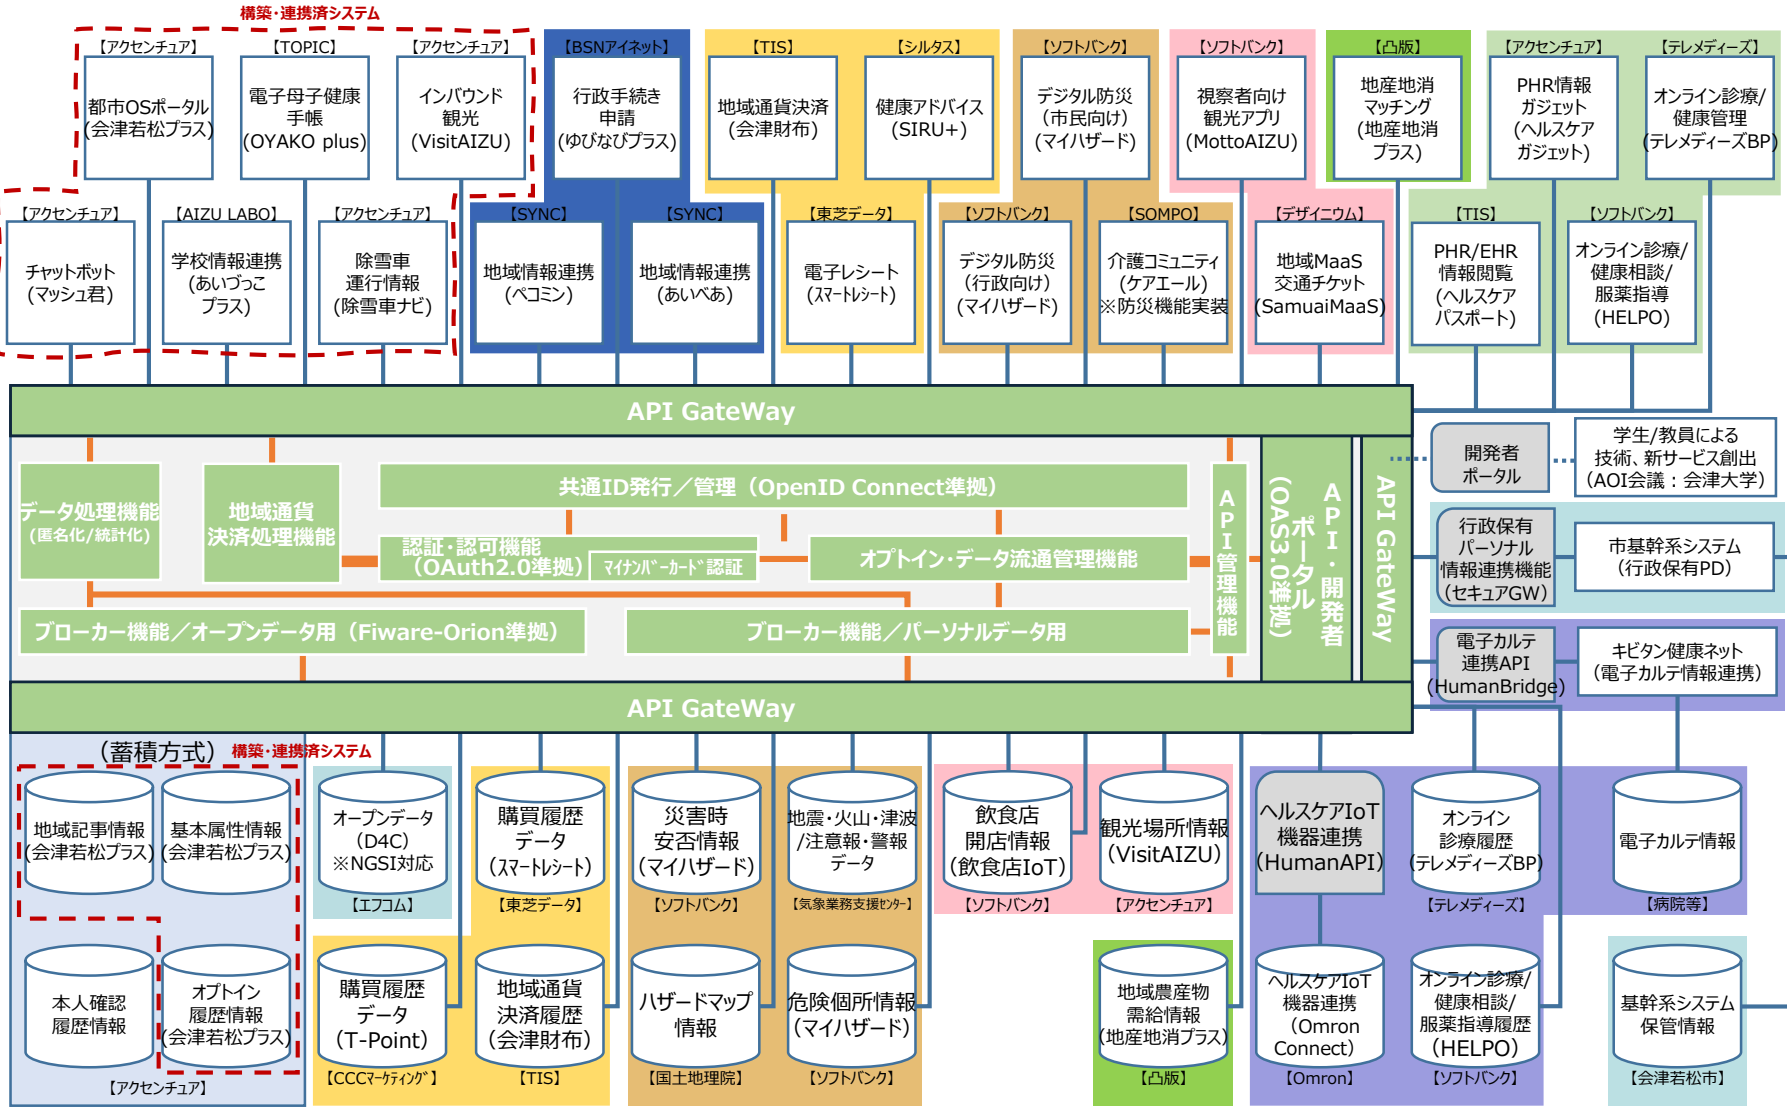 構築・連携済システム
【アクセンチュア】
都市OSポータル
(会津若松プラス)
【TOPIC】
電子母子健康
手帳
(OYAKO plus)
【アクセンチュア】
インバウンド
観光
(VisitAIZU)
【BSNアイネット】
行政手続き
申請
(ゆびなびプラス)
【TIS】
地域通貨決済
(会津財布)
【シルタス】
健康アドバイス
(SIRU+)
【ソフトバンク】
デジタル防災
(市民向け)
(マイハザード)
【ソフトバンク】
視察者向け
観光アプリ
(MottoAIZU)
【凸版】
地産地消
マッチング
(地産地消
プラス)
【アクセンチュア】
PHR情報
ガジェット
(ヘルスケア
ガジェット)
【テレメディーズ】
オンライン診療/
健康管理
(テレメディーズBP)
【アクセンチュア】
チャットボット
(マッシュ君)
【AIZU LABO】
学校情報連携
(あいづっこ
プラス)
【アクセンチュア】
除雪車
運行情報
(除雪車ナビ)
【SYNC】
地域情報連携
(ペコミン)
【SYNC】
地域情報連携
(あいべあ)
【東芝データ】
電子レシート
(スマートレシート)
【ソフトバンク】
デジタル防災
(行政向け)
(マイハザード)
【SOMPO】
介護コミュニティ
(ケアエール)
※防災機能実装
【デザイニウム】
地域MaaS
交通チケット
(SamuaiMaaS)
【TIS】
PHR/EHR
情報閲覧
(ヘルスケア
パスポート)
【ソフトバンク】
オンライン診療/
健康相談/
服薬指導
(HELPO)
API GateWay
データ処理機能
(匿名化/統計化)
地域通貨
決済処理機能
共通ID発行／管理（OpenID Connect準拠）
認証・認可機能
（OAuth2.0準拠）
マイナンバーカード認証
オプトイン・データ流通管理機能
API管理機能
API・開発者
ポータル
(OAS3.0準拠)
API GateWay
ブローカー機能／オープンデータ用（Fiware-Orion準拠）
ブローカー機能／パーソナルデータ用
開発者
ポータル
学生/教員による
技術、新サービス創出
(AOI会議：会津大学)
行政保有
パーソナル
情報連携機能
(セキュアGW)
市基幹系システム
（行政保有PD）
電子カルテ
連携API
(HumanBridge)
キビタン健康ネット
（電子カルテ情報連携）
API GateWay
（蓄積方式）
構築・連携済システム
地域記事情報
(会津若松プラス)
基本属性情報
(会津若松プラス)
本人確認
履歴情報
オプトイン
履歴情報
(会津若松プラス)
【アクセンチュア】
オープンデータ
(D4C)
※NGSI対応
【エフコム】
購買履歴
データ
(スマートレシート)
【東芝データ】
災害時
安否情報
(マイハザード)
【ソフトバンク】
地震・火山・津波
/注意報・警報
データ
【気象業務支援センター】
飲食店
開店情報
(飲食店IoT)
【ソフトバンク】
観光場所情報
(VisitAIZU)
【アクセンチュア】
ヘルスケアIoT
機器連携
(HumanAPI)
オンライン
診療履歴
(テレメディーズBP)
【テレメディーズ】
電子カルテ情報
【病院等】
購買履歴
データ
(T-Point)
【CCCマーケティング】
地域通貨
決済履歴
(会津財布)
【TIS】
ハザードマップ
情報
【国土地理院】
危険個所情報
(マイハザード)
【ソフトバンク】
地域農産物
需給情報
(地産地消プラス)
【凸版】
ヘルスケアIoT
機器連携
（Omron
Connect）
【Omron】
オンライン診療/
健康相談/
服薬指導履歴
（HELPO）
【ソフトバンク】
基幹系システム
保管情報
【会津若松市】